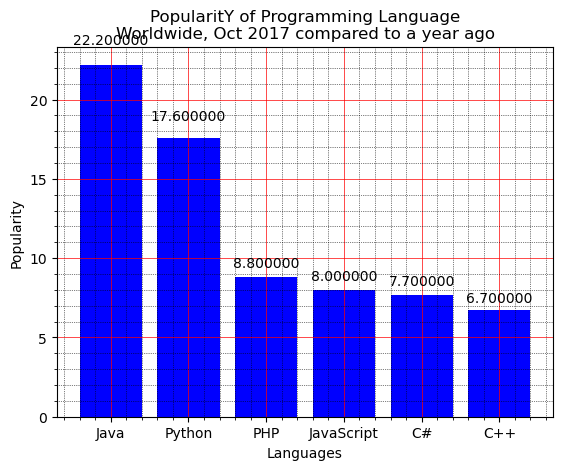 PopularitY of Programming Language
Worldwide, Oct 2017 compared to a year ago
22.200000
17.600000
8.800000
8.000000
7.700000
6.700000
20
15
10
5
0
Popularity
Java Python PHP JavaScript C# C++
Languages